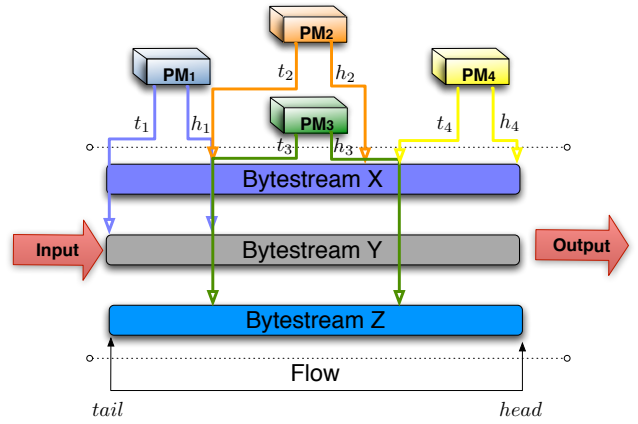 PM2
PM1
PM4
t2
h2
PM3
t1
h1
t3
h3
t4
h4
Bytestream X
Input
Bytestream Y
Output
Bytestream Z
Flow
tail
head